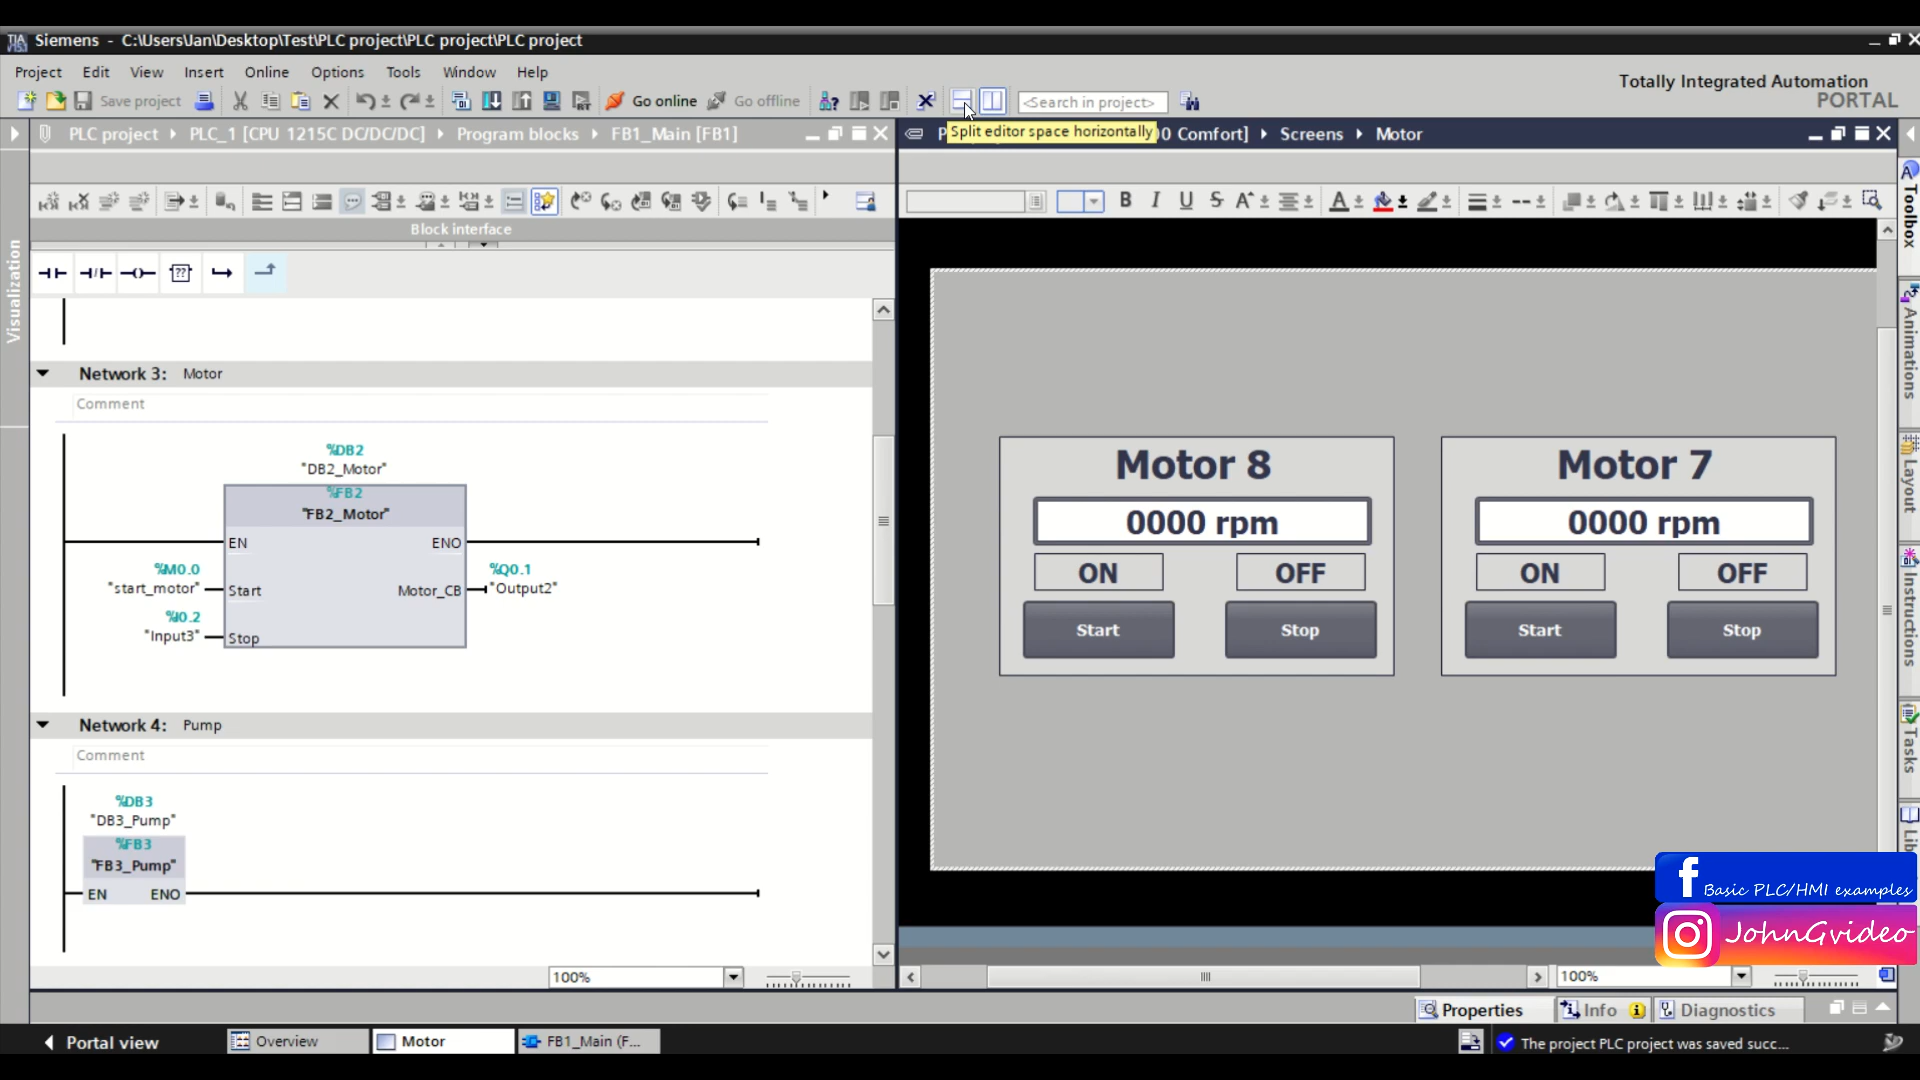 Siemens - C:\Users\Jan\Desktop\Test\PLC project\PLC project\PLC project
Project Edit View Insert Online Options Tools Window Help
Totally Integrated Automation
PORTAL
Save project Go online Go offline <Search in project>
Split editor space horizontally
PLC project PLC_1 [CPU 1215C DC/DC/DC] Program blocks FB1_Main [FB1]
0 Comfort] Screens Motor
B I U S A A
Block interface
??
Visualization
Network 3: Motor
Comment
%DB2
"DB2_Motor"
%FB2
"FB2_Motor"
EN ENO
%M0.0
"start_motor" Start
Motor_CB
%Q0.1
"Output2"
%I0.2
"Input3" Stop
Network 4: Pump
Comment
%DB3
"DB3_Pump"
%FB3
"FB3_Pump"
EN ENO
100%
Motor 8
0000 rpm
ON OFF
Start Stop
Motor 7
0000 rpm
ON OFF
Start Stop
100%
Toolbox
Animations
Layout
Instructions
Tasks
Basic PLC/HMI examples
JohnGvideo
Properties Info Diagnostics
Portal view Overview Motor FB1_Main (F...
The project PLC project was saved succ...